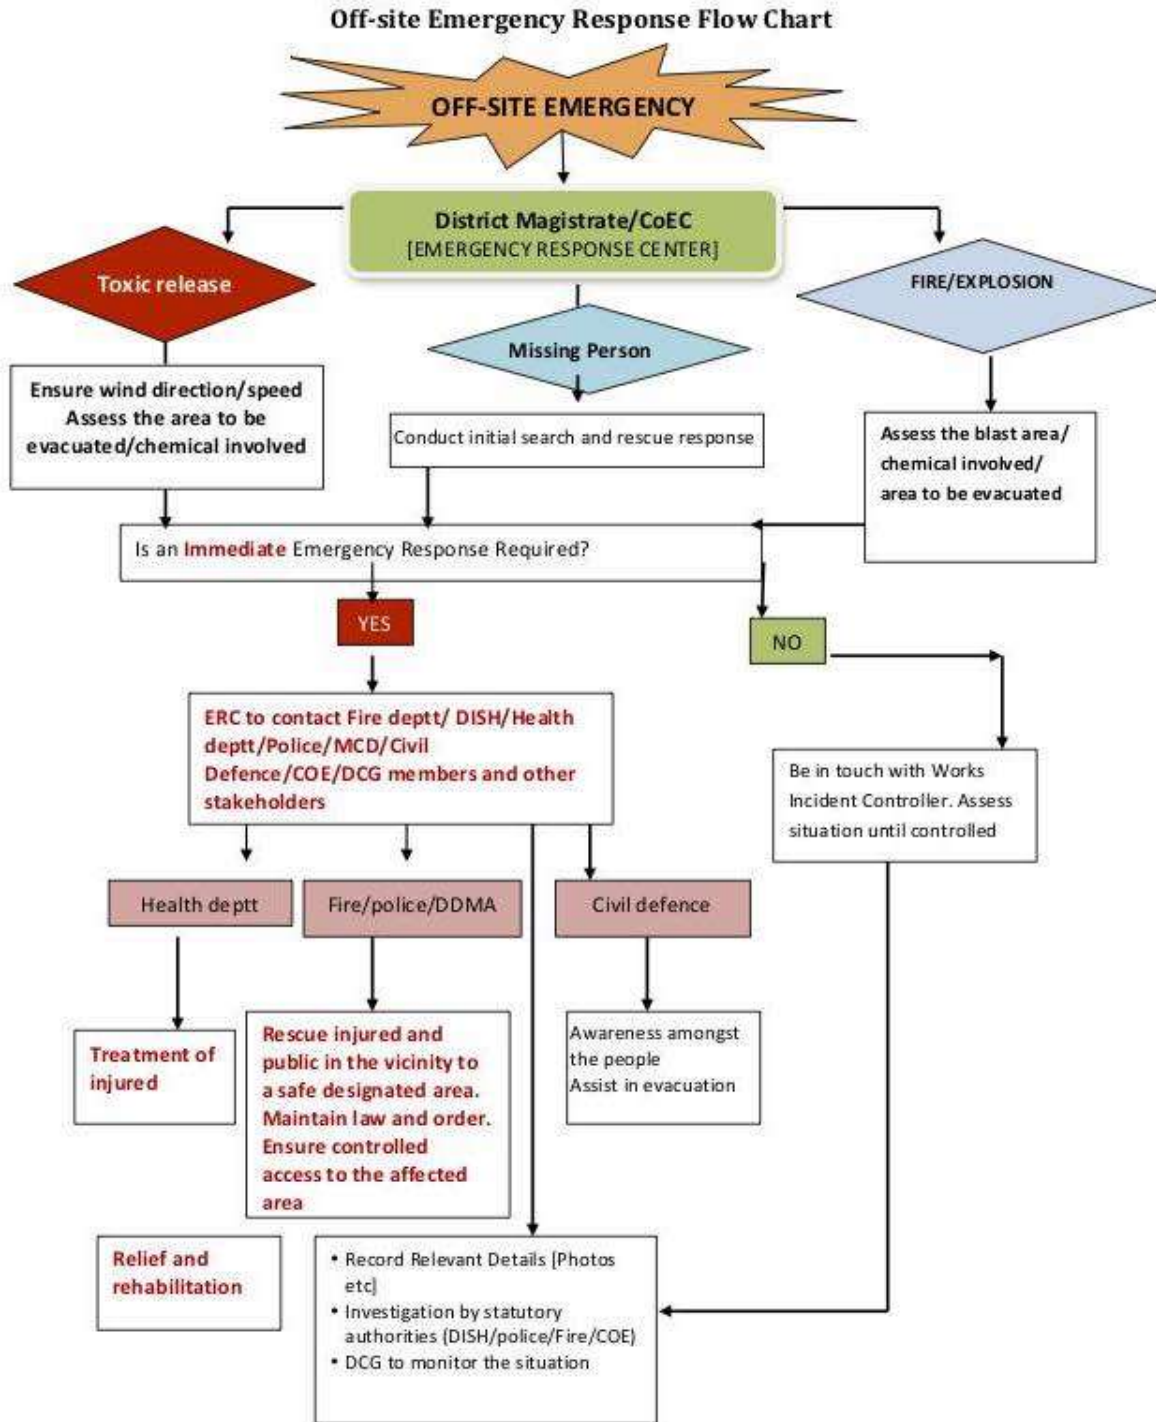 Off-site Emergency Response Flow Chart
OFF-SITE EMERGENCY
District Magistrate/CoEC
[EMERGENCY RESPONSE CENTER]
Toxic release
Missing Person
FIRE/EXPLOSION
Ensure wind direction/speed
Assess the area to be
evacuated/chemical involved
Conduct initial search and rescue response
Assess the blast area/
chemical involved/
area to be evacuated
Is an Immediate Emergency Response Required?
YES
NO
ERC to contact Fire deptt/ DISH/Health
deptt/Police/MCD/Civil
Defence/COE/DCG members and other
stakeholders
Be in touch with Works
Incident Controller. Assess
situation until controlled
Health deptt
Fire/police/DDMA
Civil defence
Treatment of
injured
Rescue injured and
public in the vicinity to
a safe designated area.
Maintain law and order.
Ensure controlled
access to the affected
area
Awareness amongst
the people
Assist in evacuation
Relief and
rehabilitation
• Record Relevant Details [Photos
etc]
• Investigation by statutory
authorities (DISH/police/Fire/COE)
• DCG to monitor the situation